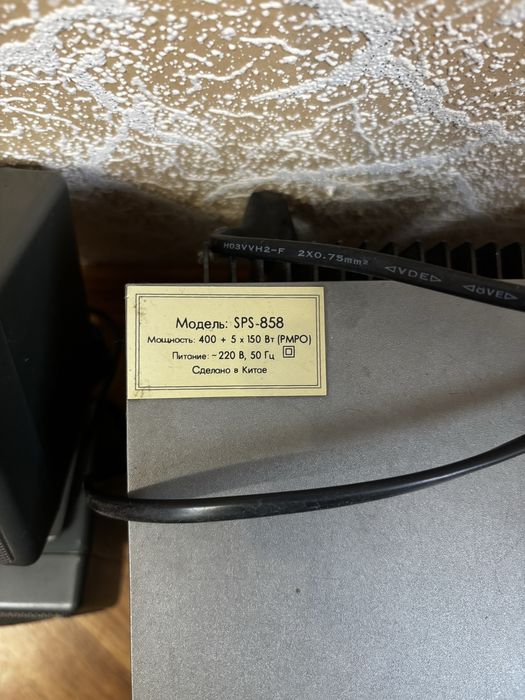 H03VVH2-F 2X0.75mm² ◁VDE▷ ◁ÖVE▷
Модель: SPS-858
Мощность: 400 + 5 x 150 Вт (PMPO)
Питание: ~220 В, 50 Гц
Сделано в Китае